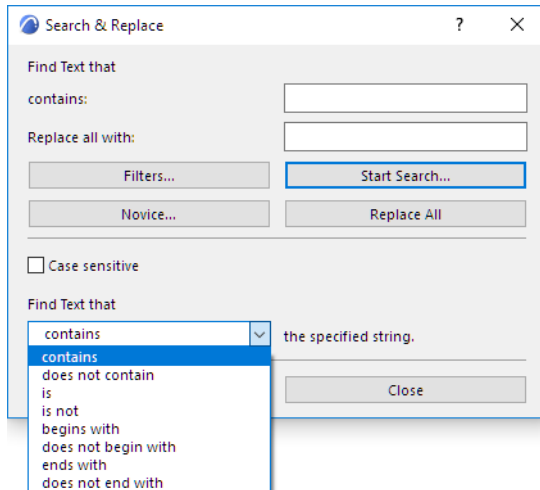 Search & Replace
Find Text that
contains:
Replace all with:
Filters... Start Search...
Novice... Replace All
Case sensitive
Find Text that
contains the specified string.
contains
does not contain
is
Close
is not
begins with
does not begin with
ends with
does not end with